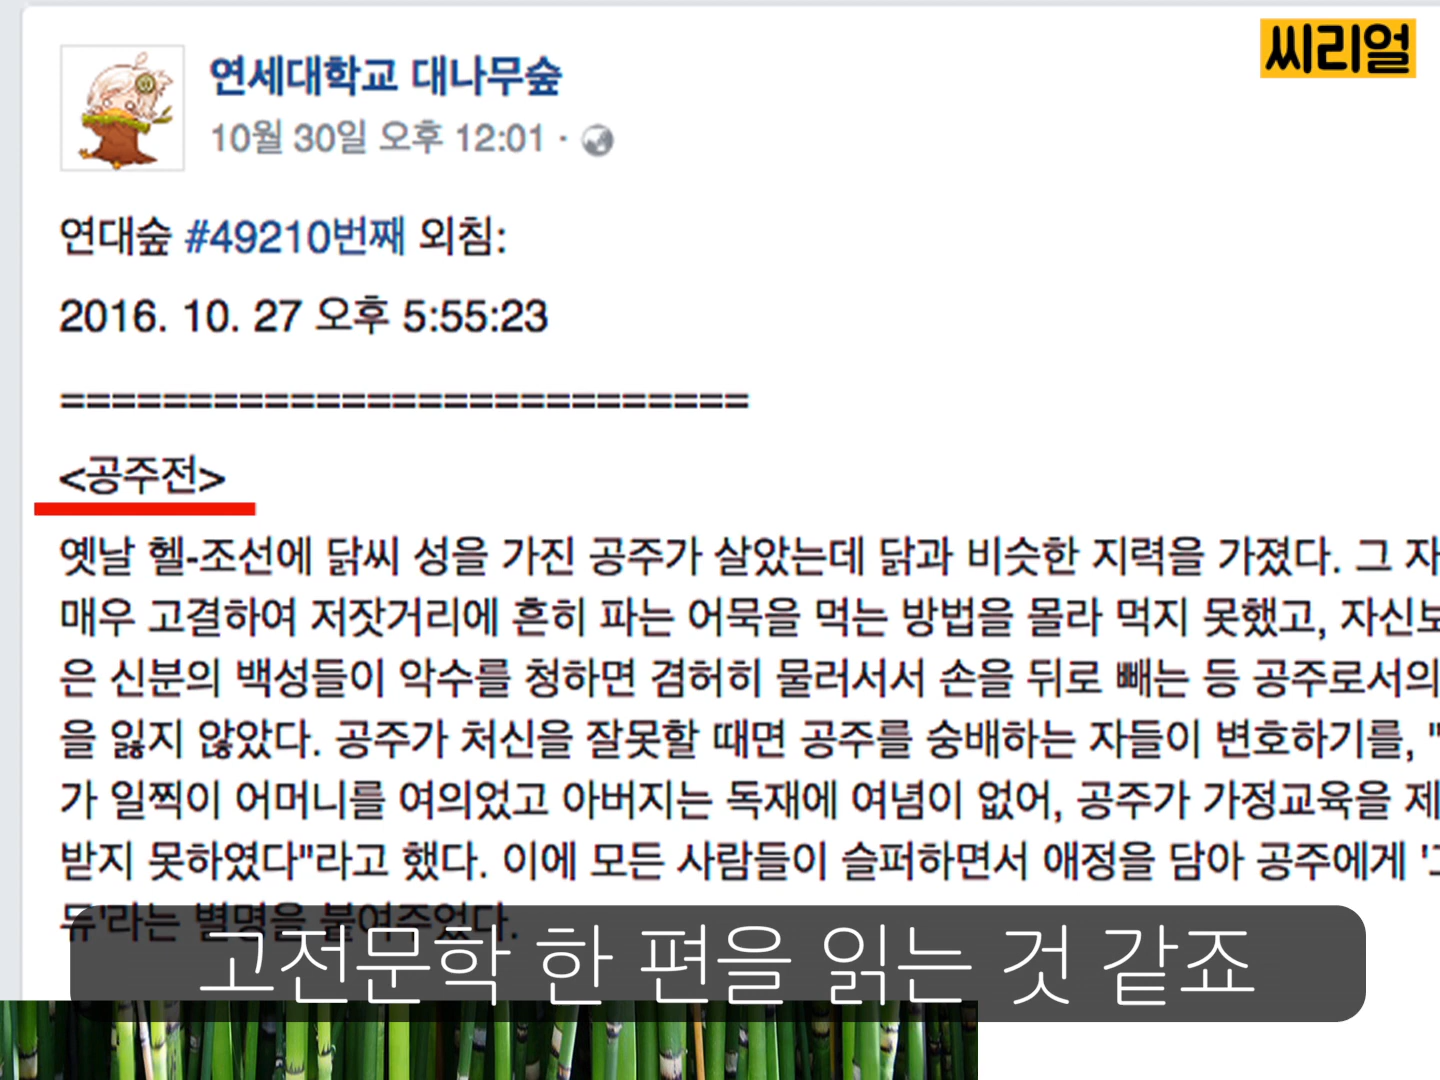 씨리얼
연세대학교 대나무숲
10월 30일 오후 12:01 ·
연대숲 #49210번째 외침:
2016. 10. 27 오후 5:55:23
===========================
<공주전>
옛날 헬-조선에 닭씨 성을 가진 공주가 살았는데 닭과 비슷한 지력을 가졌다. 그 자
매우 고결하여 저잣거리에 흔히 파는 어묵을 먹는 방법을 몰라 먹지 못했고, 자신보
은 신분의 백성들이 악수를 청하면 겸허히 물러서서 손을 뒤로 빼는 등 공주로서의
을 잃지 않았다. 공주가 처신을 잘못할 때면 공주를 숭배하는 자들이 변호하기를, "
가 일찍이 어머니를 여의었고 아버지는 독재에 여념이 없어, 공주가 가정교육을 제
받지 못하였다"라고 했다. 이에 모든 사람들이 슬퍼하면서 애정을 담아 공주에게 '
듀'라는 별명을 붙여주었다.
고전문학 한 편을 읽는 것 같죠